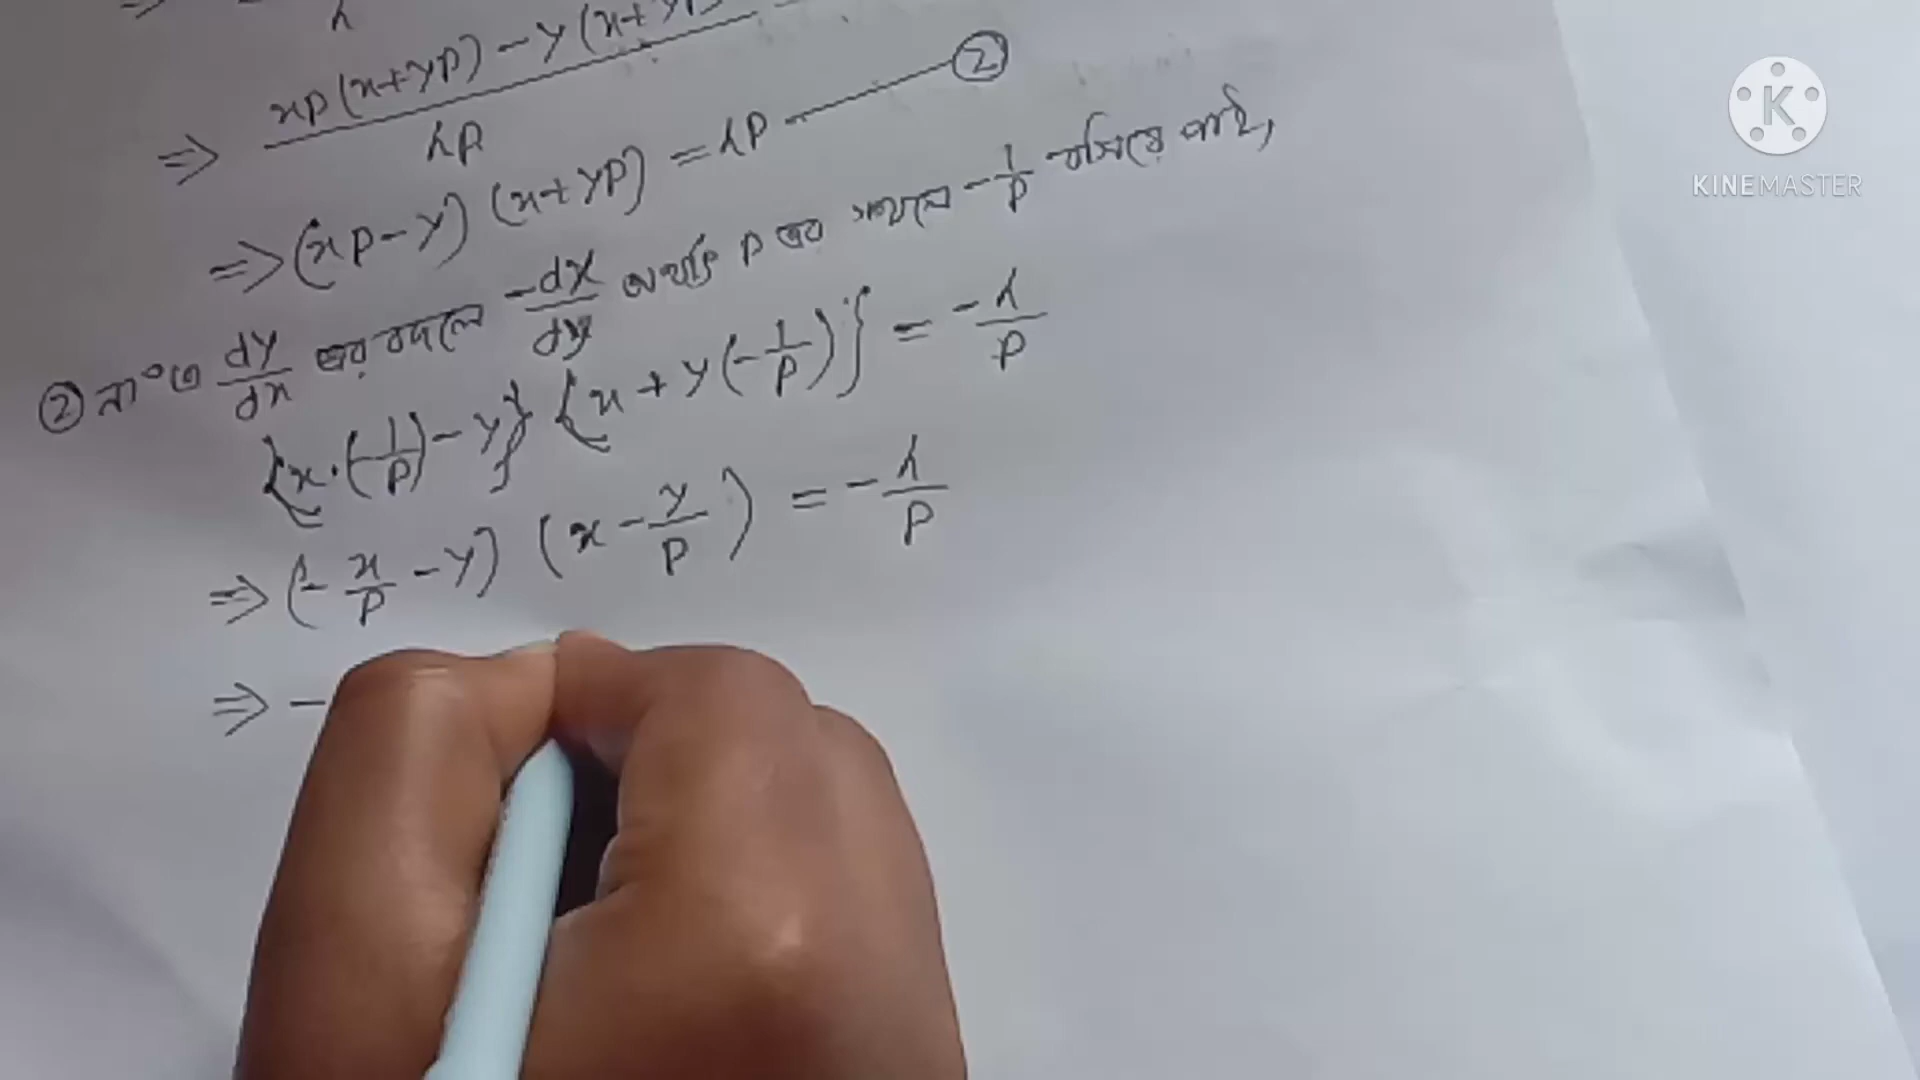 λ
⇒ xp(x+yp) - y(x+yp) / λp
⇒ (xp-y) (x+yp) = λp — ②
② নং এ dy/dx এর বদলে -dx/dy অর্থাৎ p এর স্থলে -1/p বসিয়ে পাই,
{x·(-1/p)-y} {x+y(-1/p)} = -λ/p
⇒ (-x/p -y) (x - y/p) = -λ/p
⇒ -
K
KINEMASTER